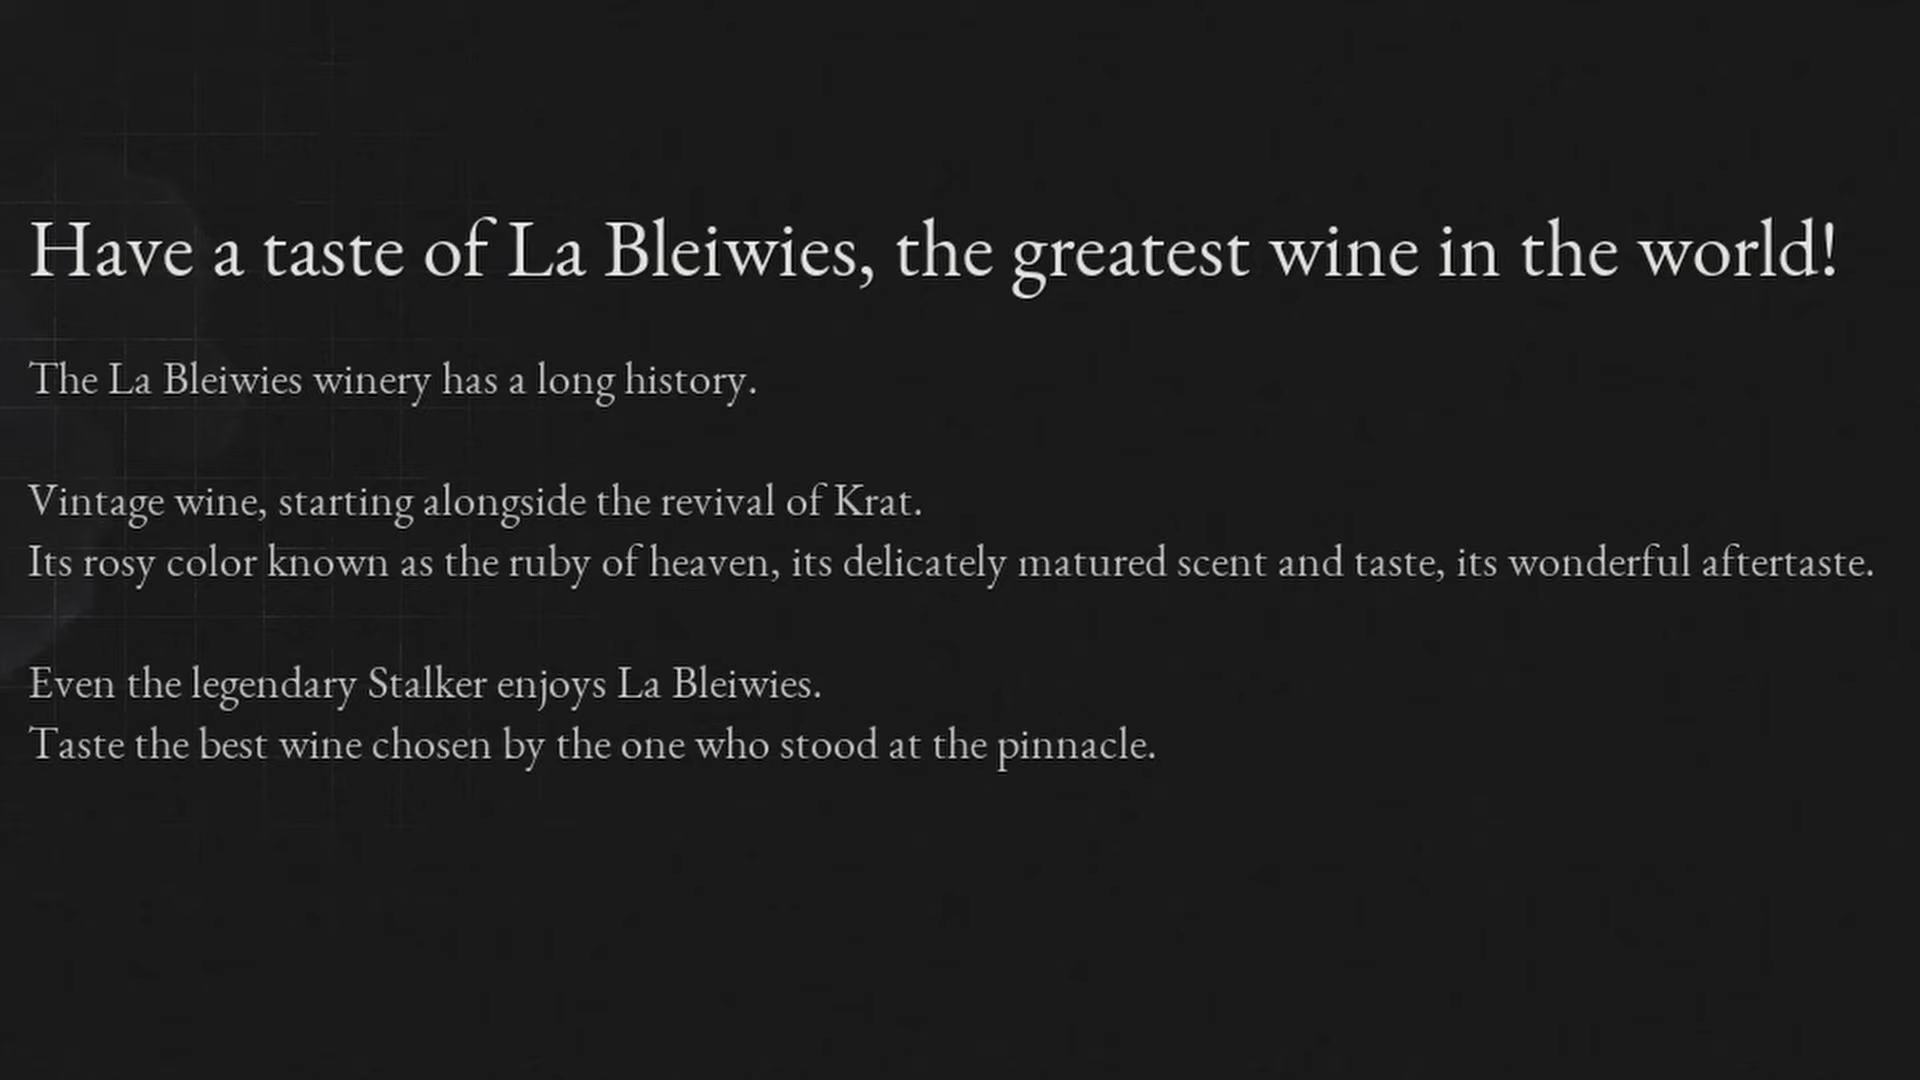 Have a taste of La Bleiwies, the greatest wine in the world!
The La Bleiwies winery has a long history.
Vintage wine, starting alongside the revival of Krat.
Its rosy color known as the ruby of heaven, its delicately matured scent and taste, its wonderful aftertaste.
Even the legendary Stalker enjoys La Bleiwies.
Taste the best wine chosen by the one who stood at the pinnacle.